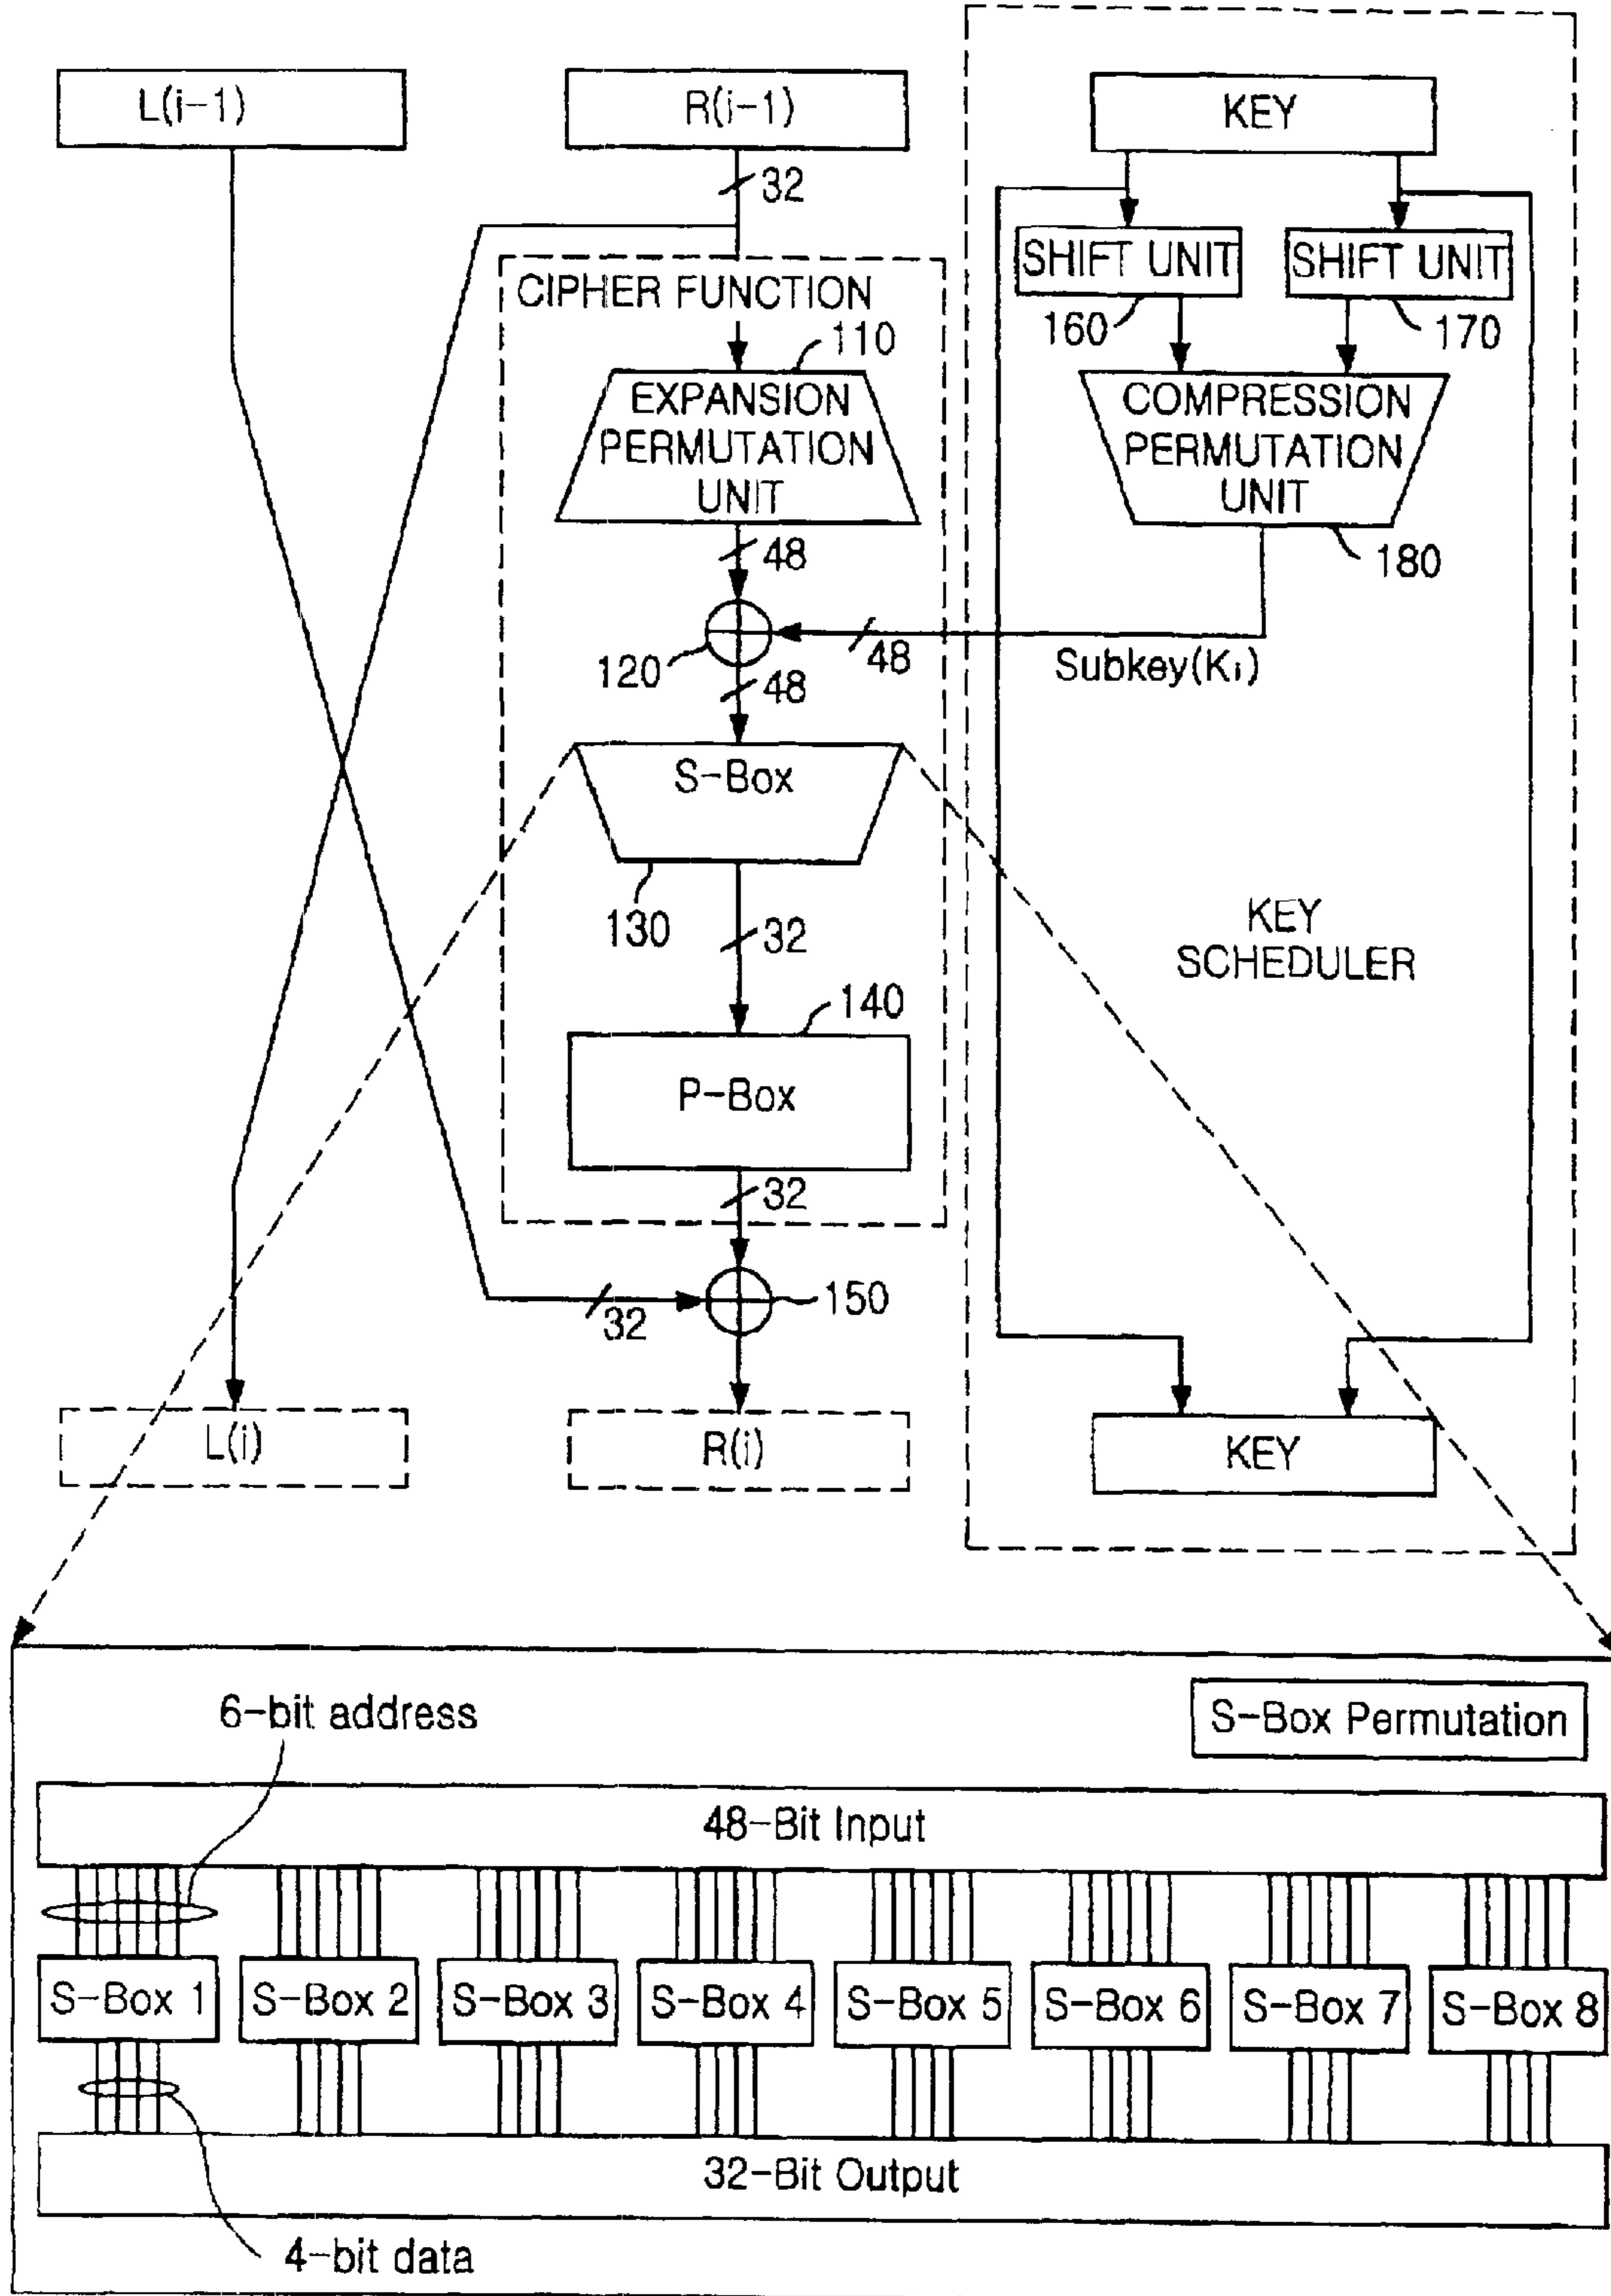 L(i-1)
R(i-1)
KEY
32
SHIFT UNIT
SHIFT UNIT
CIPHER FUNCTION
160
170
110
EXPANSION
PERMUTATION
UNIT
COMPRESSION
PERMUTATION
UNIT
48
180
120
48
48
Subkey(Ki)
S-Box
130
32
KEY
SCHEDULER
140
P-Box
32
32
150
L(i)
R(i)
KEY
6-bit address
S-Box Permutation
48-Bit Input
S-Box 1
S-Box 2
S-Box 3
S-Box 4
S-Box 5
S-Box 6
S-Box 7
S-Box 8
32-Bit Output
4-bit data